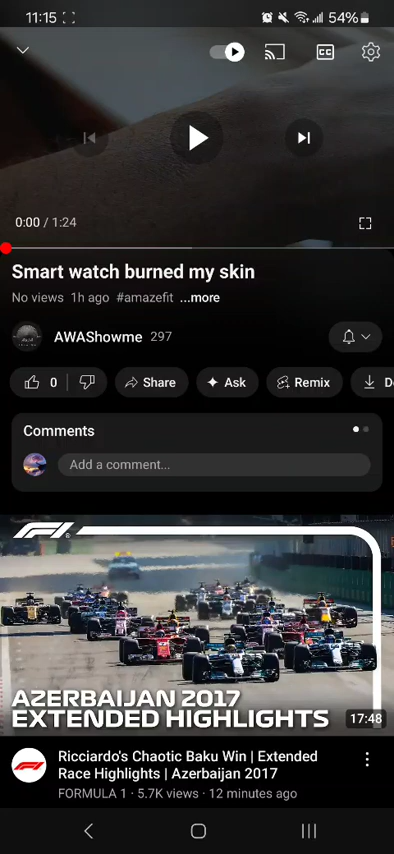 11:15 54%
CC
0:00 / 1:24
Smart watch burned my skin
No views 1h ago #amazefit ...more
AWAShowme 297
0 Share Ask Remix D
Comments
Add a comment...
F1
AZERBAIJAN 2017
EXTENDED HIGHLIGHTS
17:48
Ricciardo's Chaotic Baku Win | Extended
Race Highlights | Azerbaijan 2017
FORMULA 1 · 5.7K views · 12 minutes ago